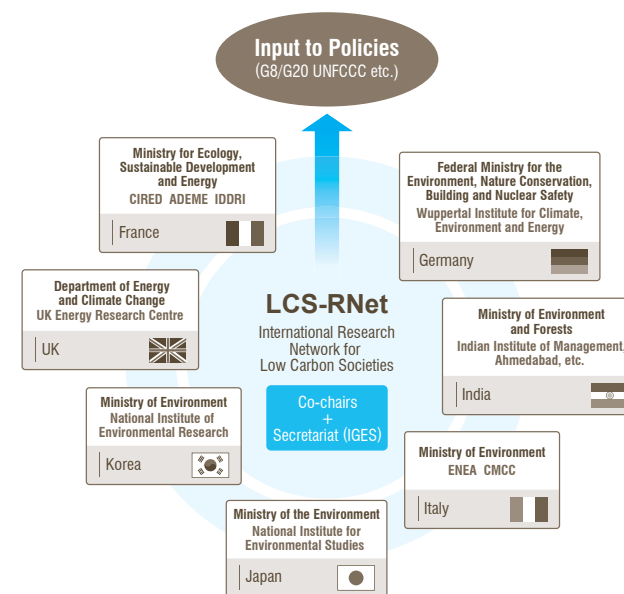 Input to Policies
(G8/G20 UNFCCC etc.)
Ministry for Ecology,
Sustainable Development
and Energy
CIRED ADEME IDDRI
France
Federal Ministry for the
Environment, Nature Conservation,
Building and Nuclear Safety
Wuppertal Institute for Climate,
Environment and Energy
Germany
Department of Energy
and Climate Change
UK Energy Research Centre
UK
LCS-RNet
International Research
Network for
Low Carbon Societies
Co-chairs
+
Secretariat (IGES)
Ministry of Environment
and Forests
Indian Institute of Management,
Ahmedabad, etc.
India
Ministry of Environment
National Institute of
Environmental Research
Korea
Ministry of Environment
ENEA CMCC
Italy
Ministry of the Environment
National Institute for
Environmental Studies
Japan